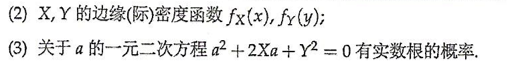 (2) X, Y 的边缘(际)密度函数 f_X(x), f_Y(y);
(3) 关于 a 的一元二次方程 a² + 2Xa + Y² = 0 有实数根的概率.